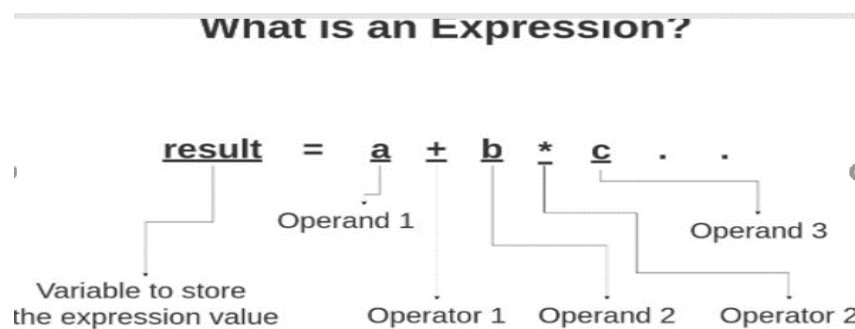 What is an Expression?
result = a + b * c . .
Operand 1
Operand 3
Variable to store
the expression value
Operator 1
Operand 2
Operator 2